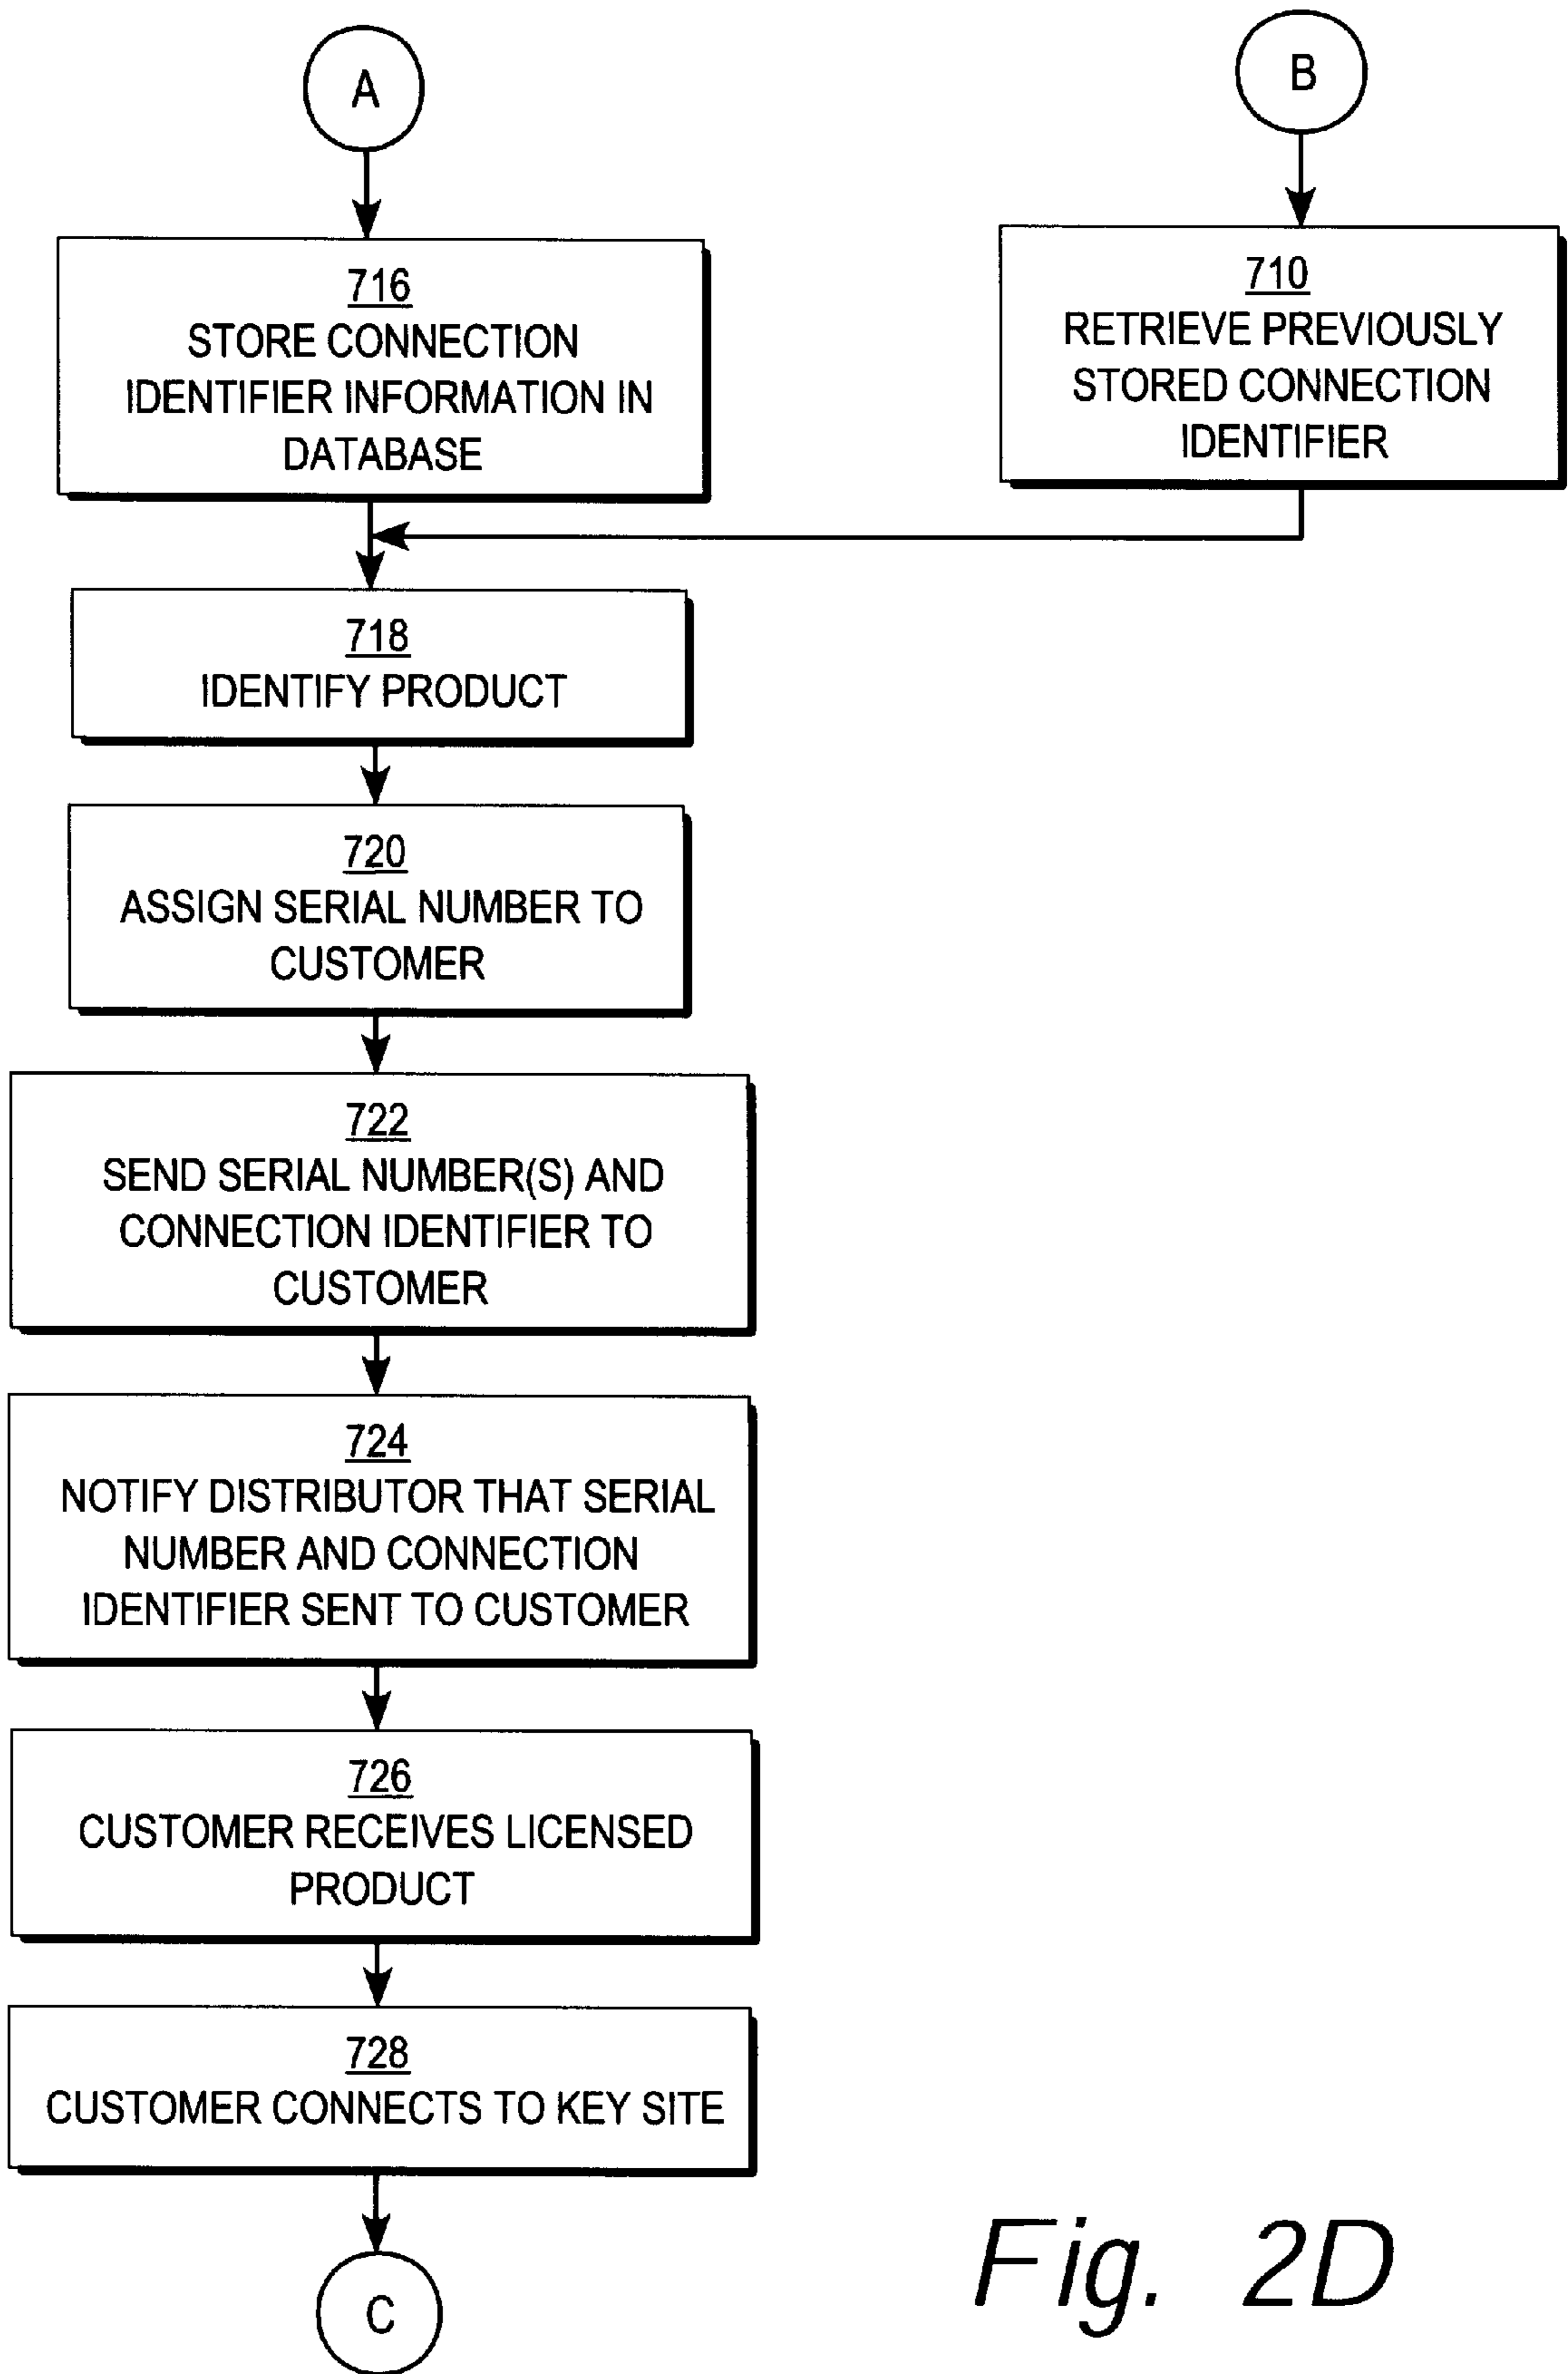 A
B
716
STORE CONNECTION
IDENTIFIER INFORMATION IN
DATABASE
710
RETRIEVE PREVIOUSLY
STORED CONNECTION
IDENTIFIER
718
IDENTIFY PRODUCT
720
ASSIGN SERIAL NUMBER TO
CUSTOMER
722
SEND SERIAL NUMBER(S) AND
CONNECTION IDENTIFIER TO
CUSTOMER
724
NOTIFY DISTRIBUTOR THAT SERIAL
NUMBER AND CONNECTION
IDENTIFIER SENT TO CUSTOMER
726
CUSTOMER RECEIVES LICENSED
PRODUCT
728
CUSTOMER CONNECTS TO KEY SITE
C
Fig. 2D